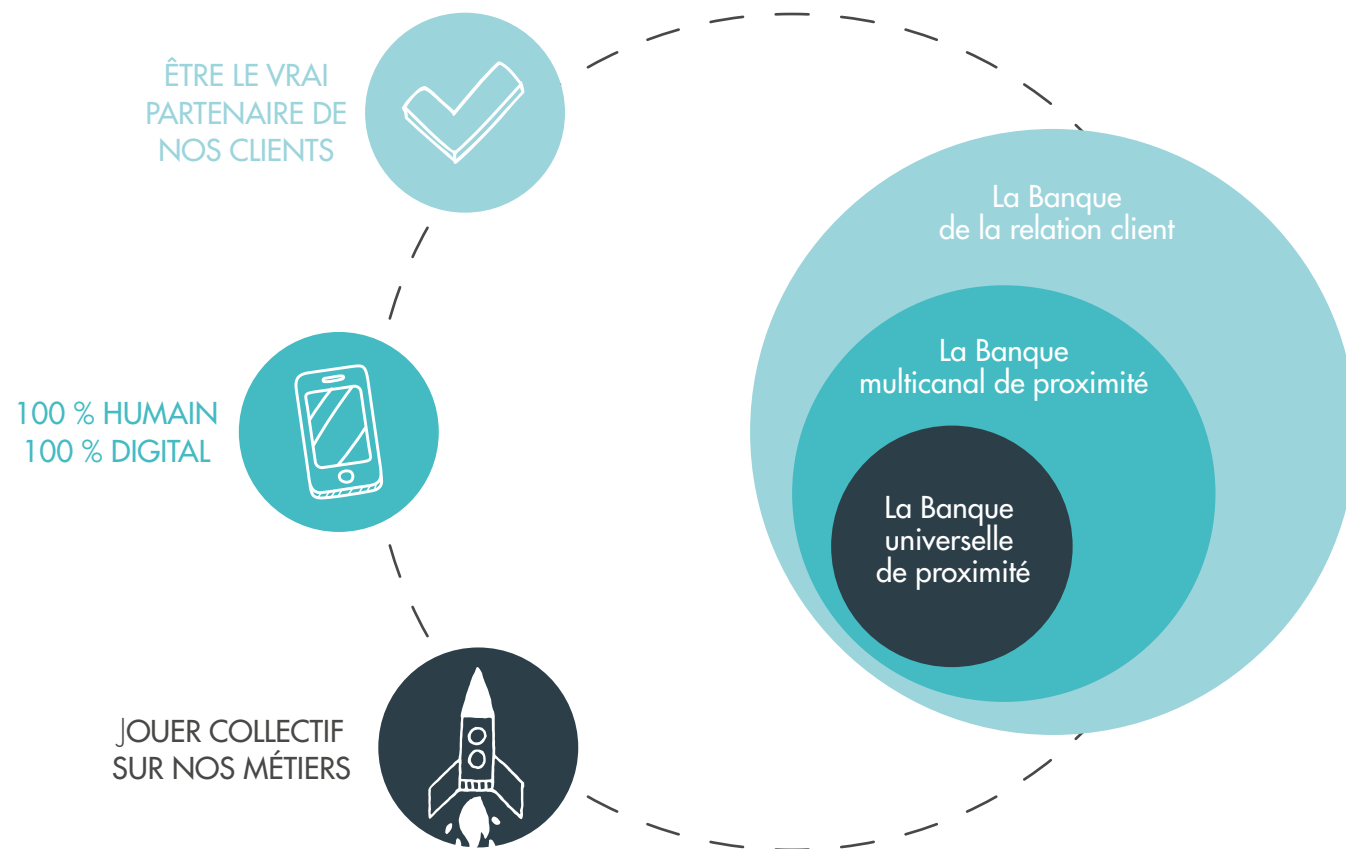 ÊTRE LE VRAI
PARTENAIRE DE
NOS CLIENTS
100 % HUMAIN
100 % DIGITAL
JOUER COLLECTIF
SUR NOS MÉTIERS
La Banque
de la relation client
La Banque
multicanal de proximité
La Banque
universelle
de proximité